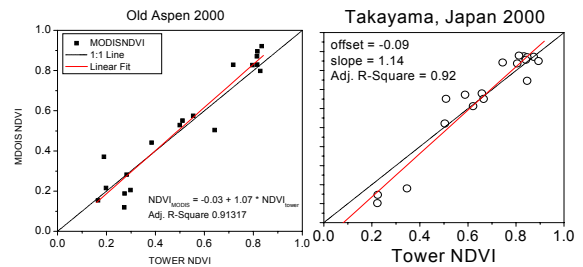 Old Aspen 2000
MODISNDVI
1:1 Line
Linear Fit
1.0
0.8
0.6
0.4
0.2
0.0
MDOIS NDVI
NDVI_MODIS = -0.03 + 1.07 * NDVI_tower
Adj. R-Square 0.91317
0.0 0.2 0.4 0.6 0.8 1.0
TOWER NDVI
Takayama, Japan 2000
offset = -0.09
slope = 1.14
Adj. R-Square = 0.92
0.0 0.2 0.4 0.6 0.8 1.0
Tower NDVI